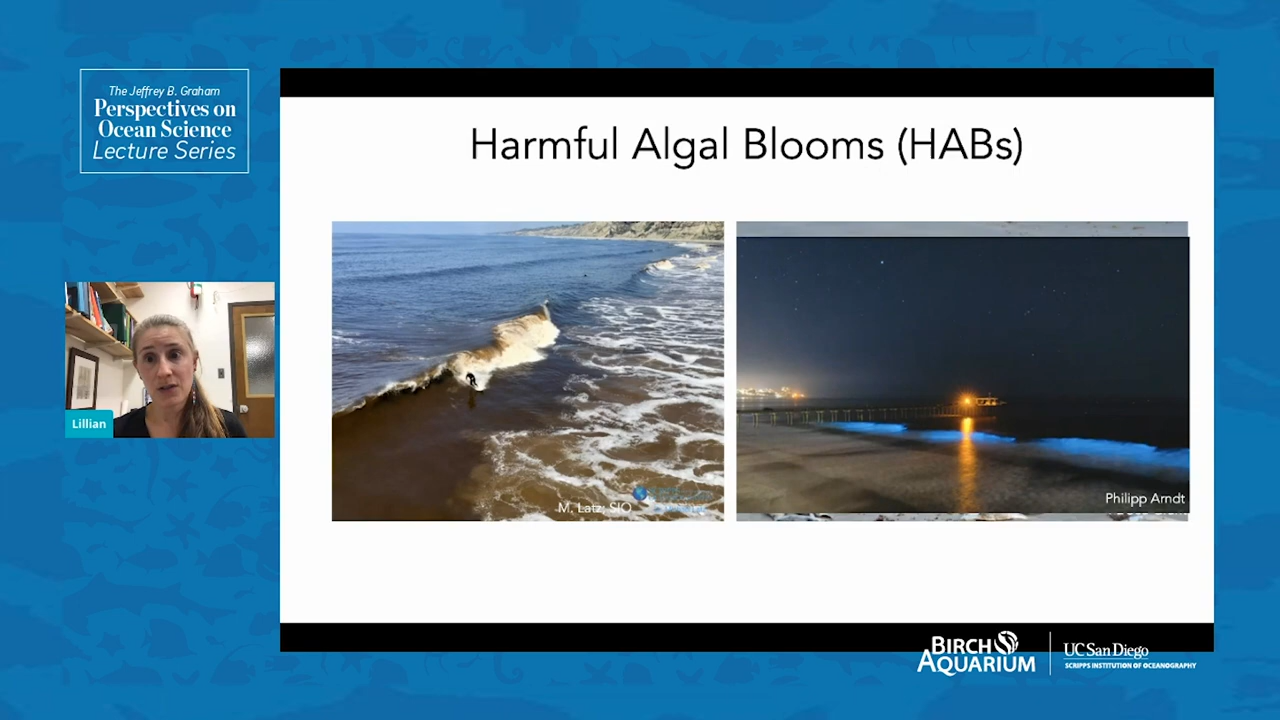 The Jeffrey B. Graham
Perspectives on
Ocean Science
Lecture Series
Harmful Algal Blooms (HABs)
Lillian
M. Latz, SIO
Philipp Arndt
BIRCH
AQUARIUM
UC San Diego
SCRIPPS INSTITUTION OF OCEANOGRAPHY